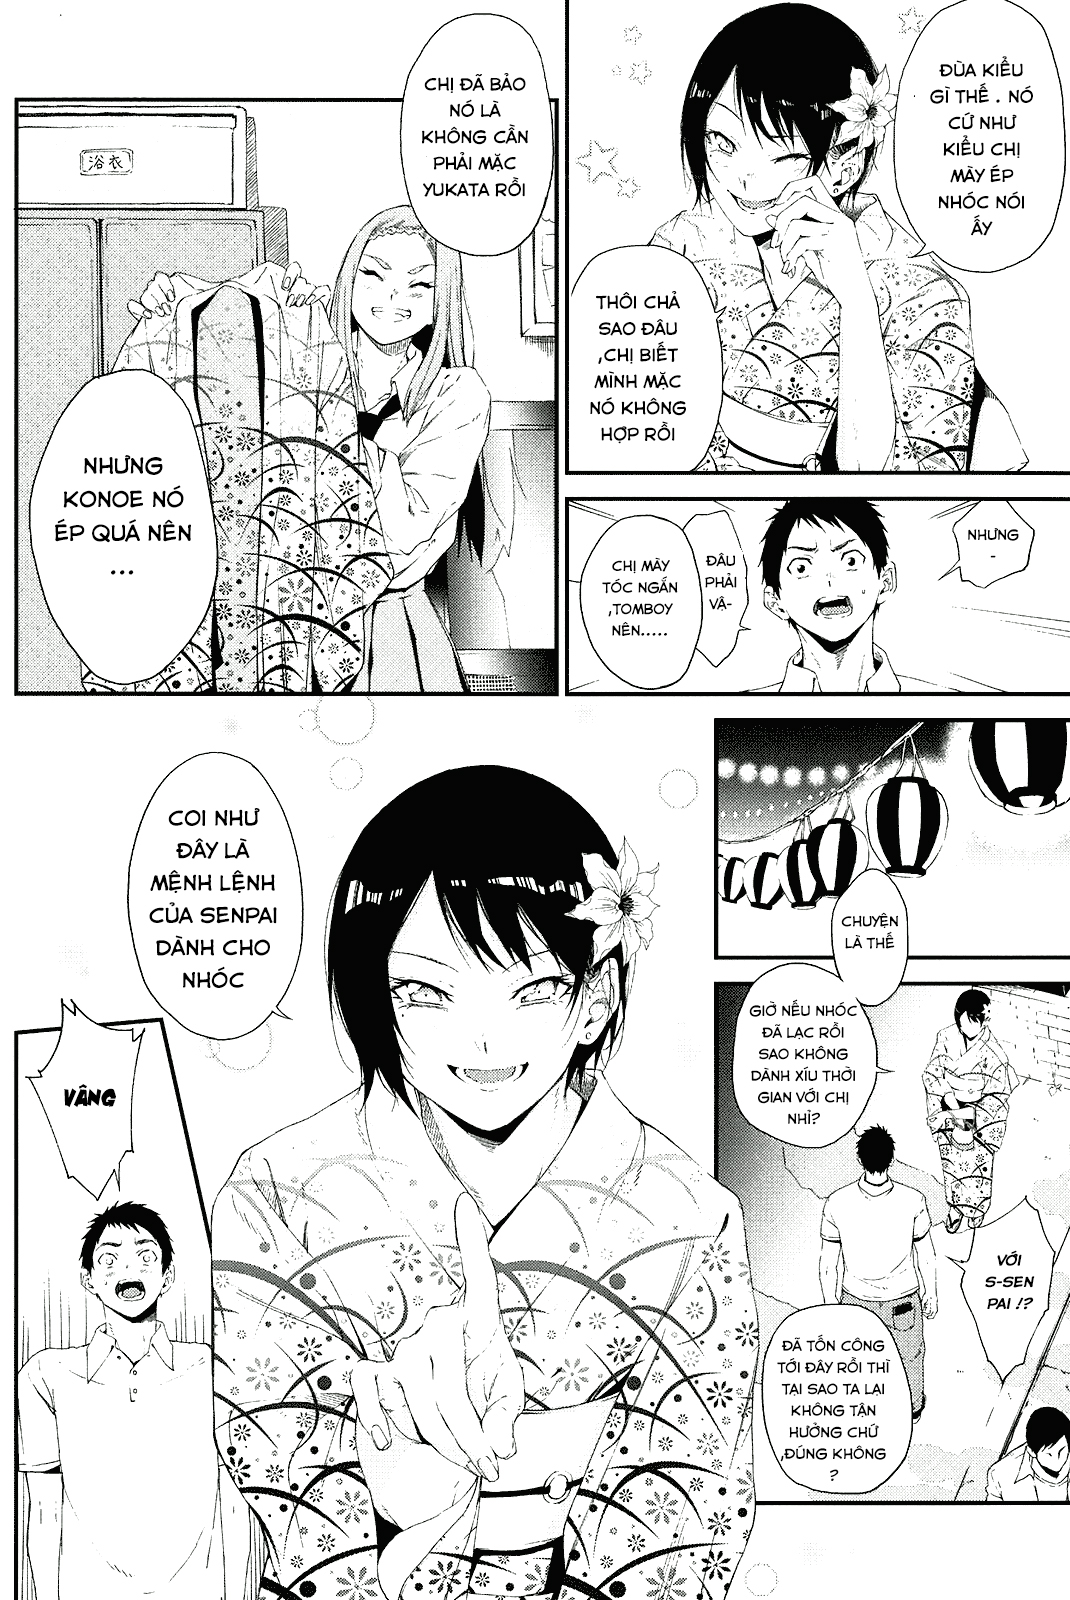 ĐÙA KIỂU
GÌ THẾ . NÓ
CỨ NHƯ
KIỂU CHỊ
MÀY ÉP
NHÓC NÓI
ẤY
THÔI CHẢ
SAO ĐÂU
,CHỊ BIẾT
MÌNH MẶC
NÓ KHÔNG
HỢP RỒI
CHỊ ĐÃ BẢO
NÓ LÀ
KHÔNG CẦN
PHẢI MẶC
YUKATA RỒI
浴衣
NHƯNG
KONOE NÓ
ÉP QUÁ NÊN
...
NHƯNG
-
ĐÂU
PHẢI
VẬ-
CHỊ MÀY
TÓC NGẮN
,TOMBOY
NÊN.....
CHUYỆN
LÀ THẾ
GIỜ NẾU NHÓC
ĐÃ LẠC RỒI
SAO KHÔNG
DÀNH XÍU THỜI
GIAN VỚI CHỊ
NHỈ?
VỚI
S-SEN
PAI !?
ĐÃ TỐN CÔNG
TỚI ĐÂY RỒI THÌ
TẠI SAO TA LẠI
KHÔNG TẬN
HƯỞNG CHỨ
,ĐÚNG KHÔNG
?
COI NHƯ
ĐÂY LÀ
MỆNH LỆNH
CỦA SENPAI
DÀNH CHO
NHÓC
VÂNG